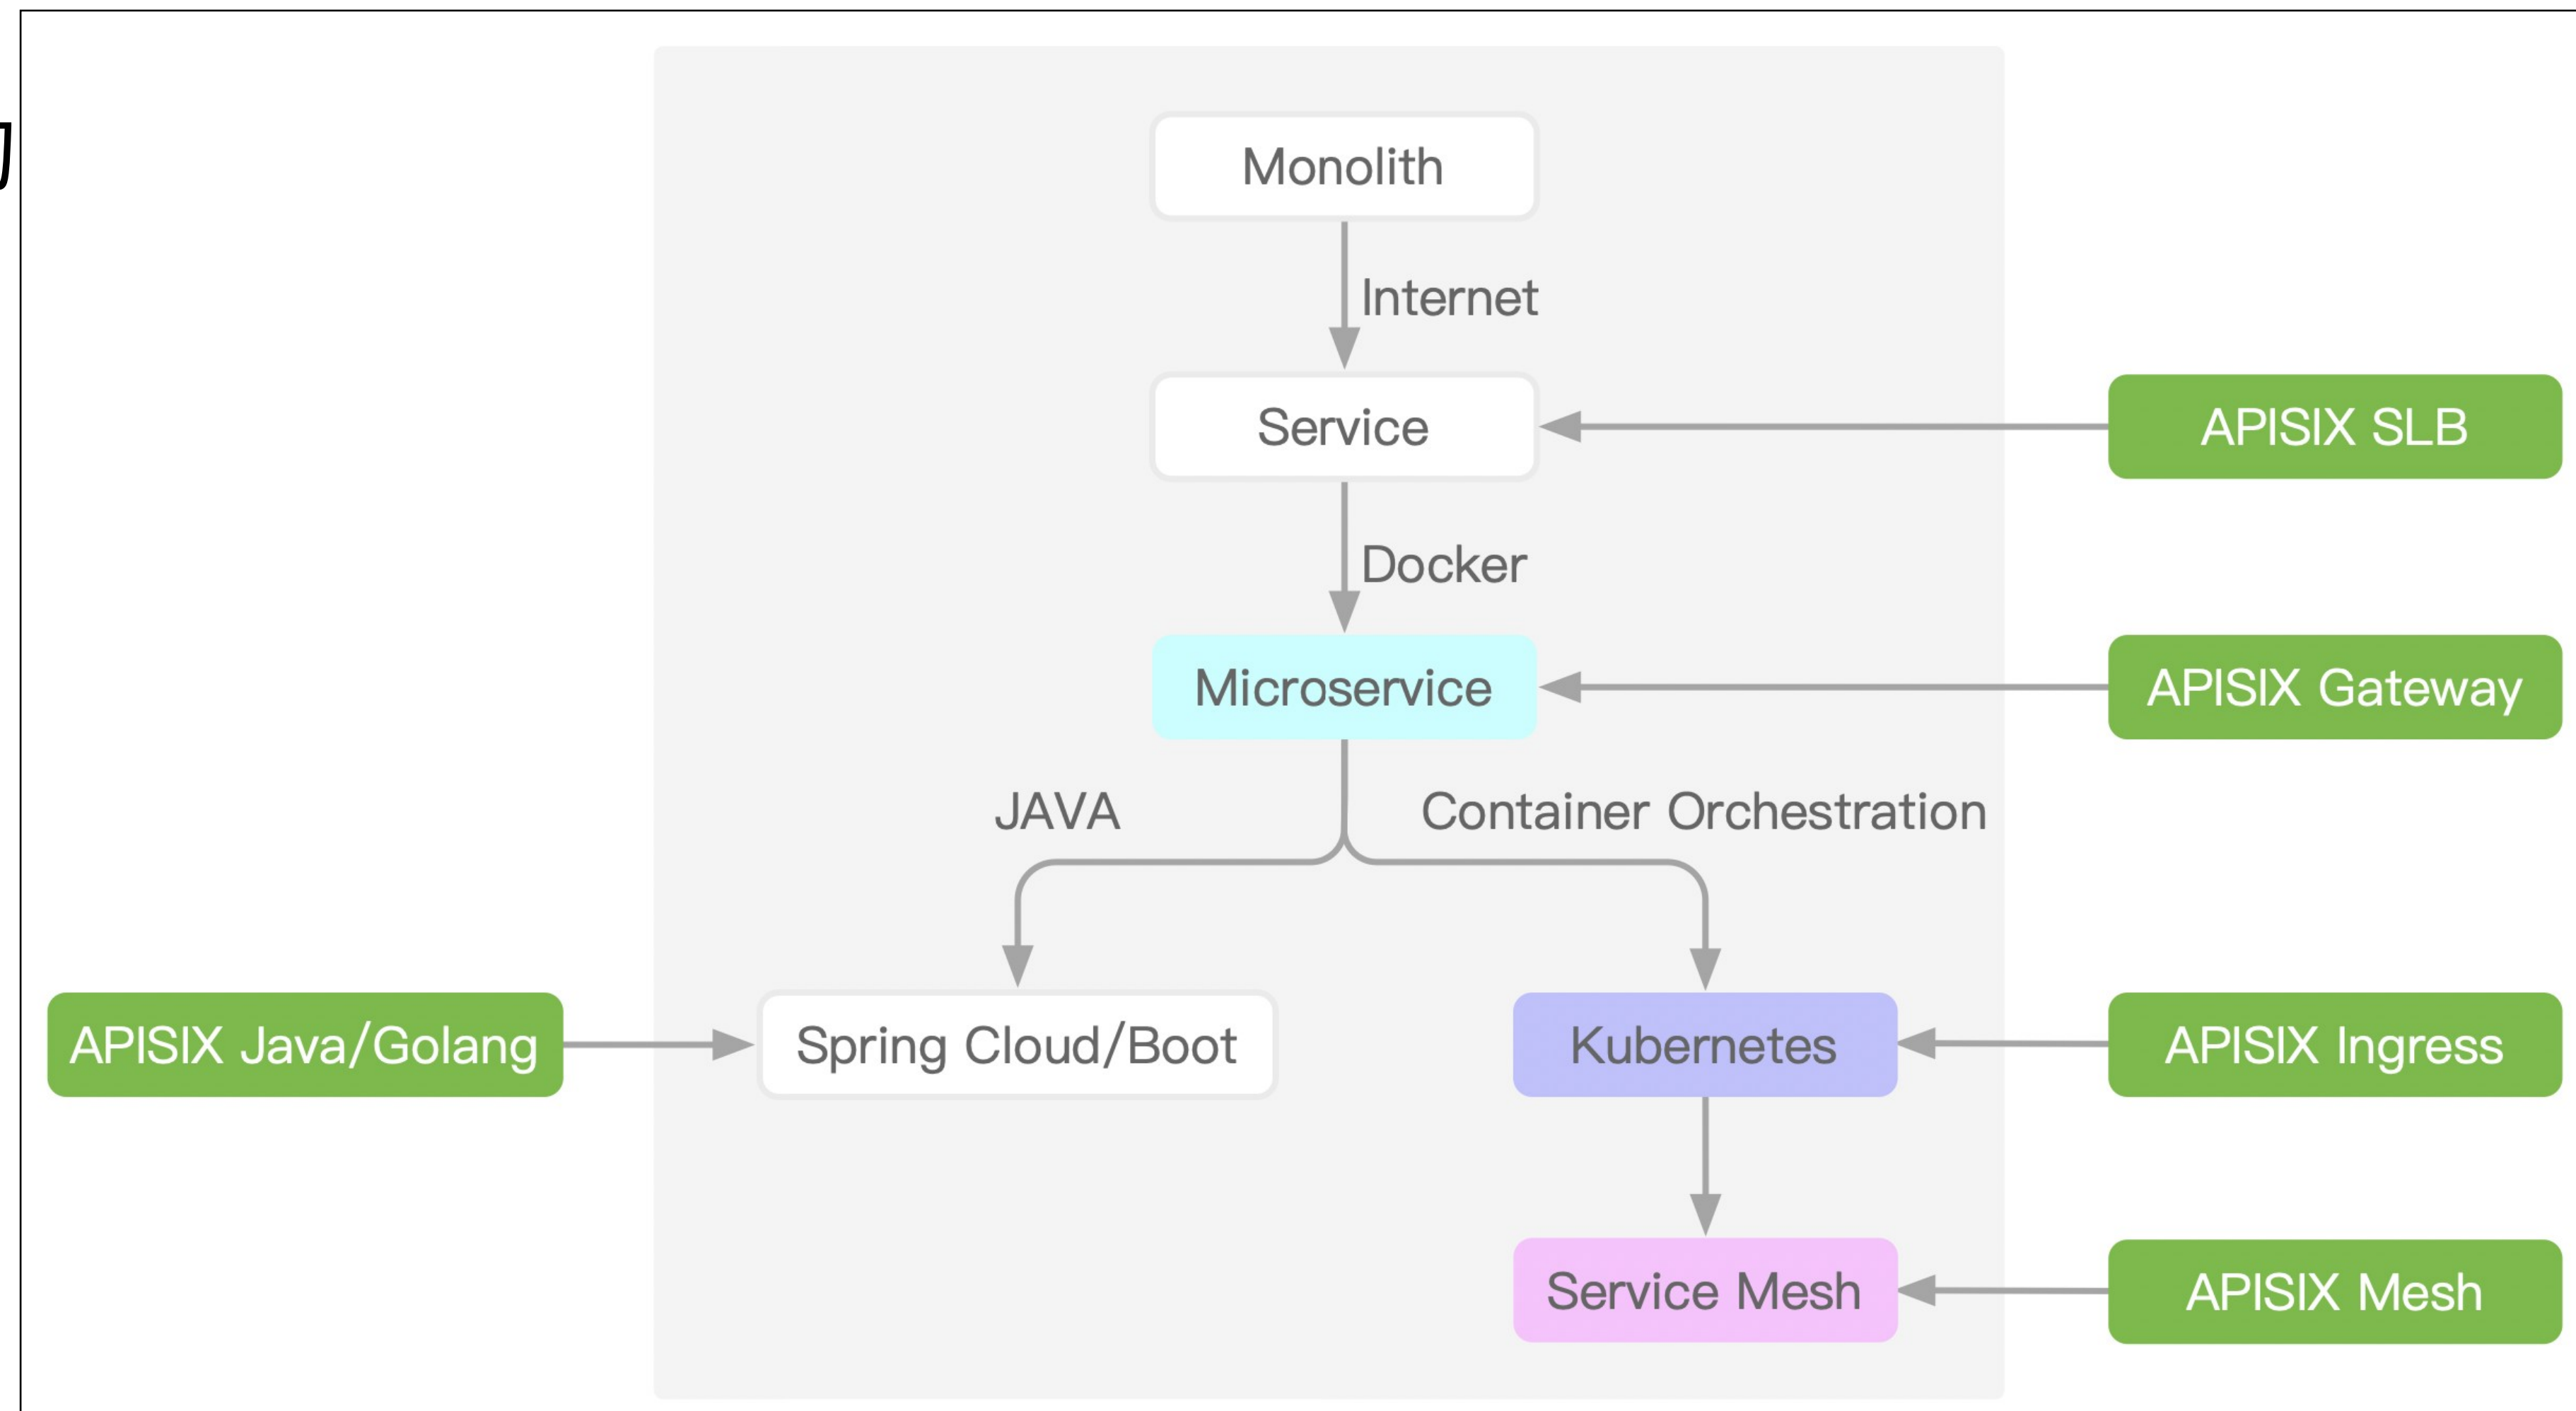 Monolith
Internet
Service
APISIX SLB
Docker
Microservice
APISIX Gateway
JAVA
Container Orchestration
APISIX Java/Golang
Spring Cloud/Boot
Kubernetes
APISIX Ingress
Service Mesh
APISIX Mesh